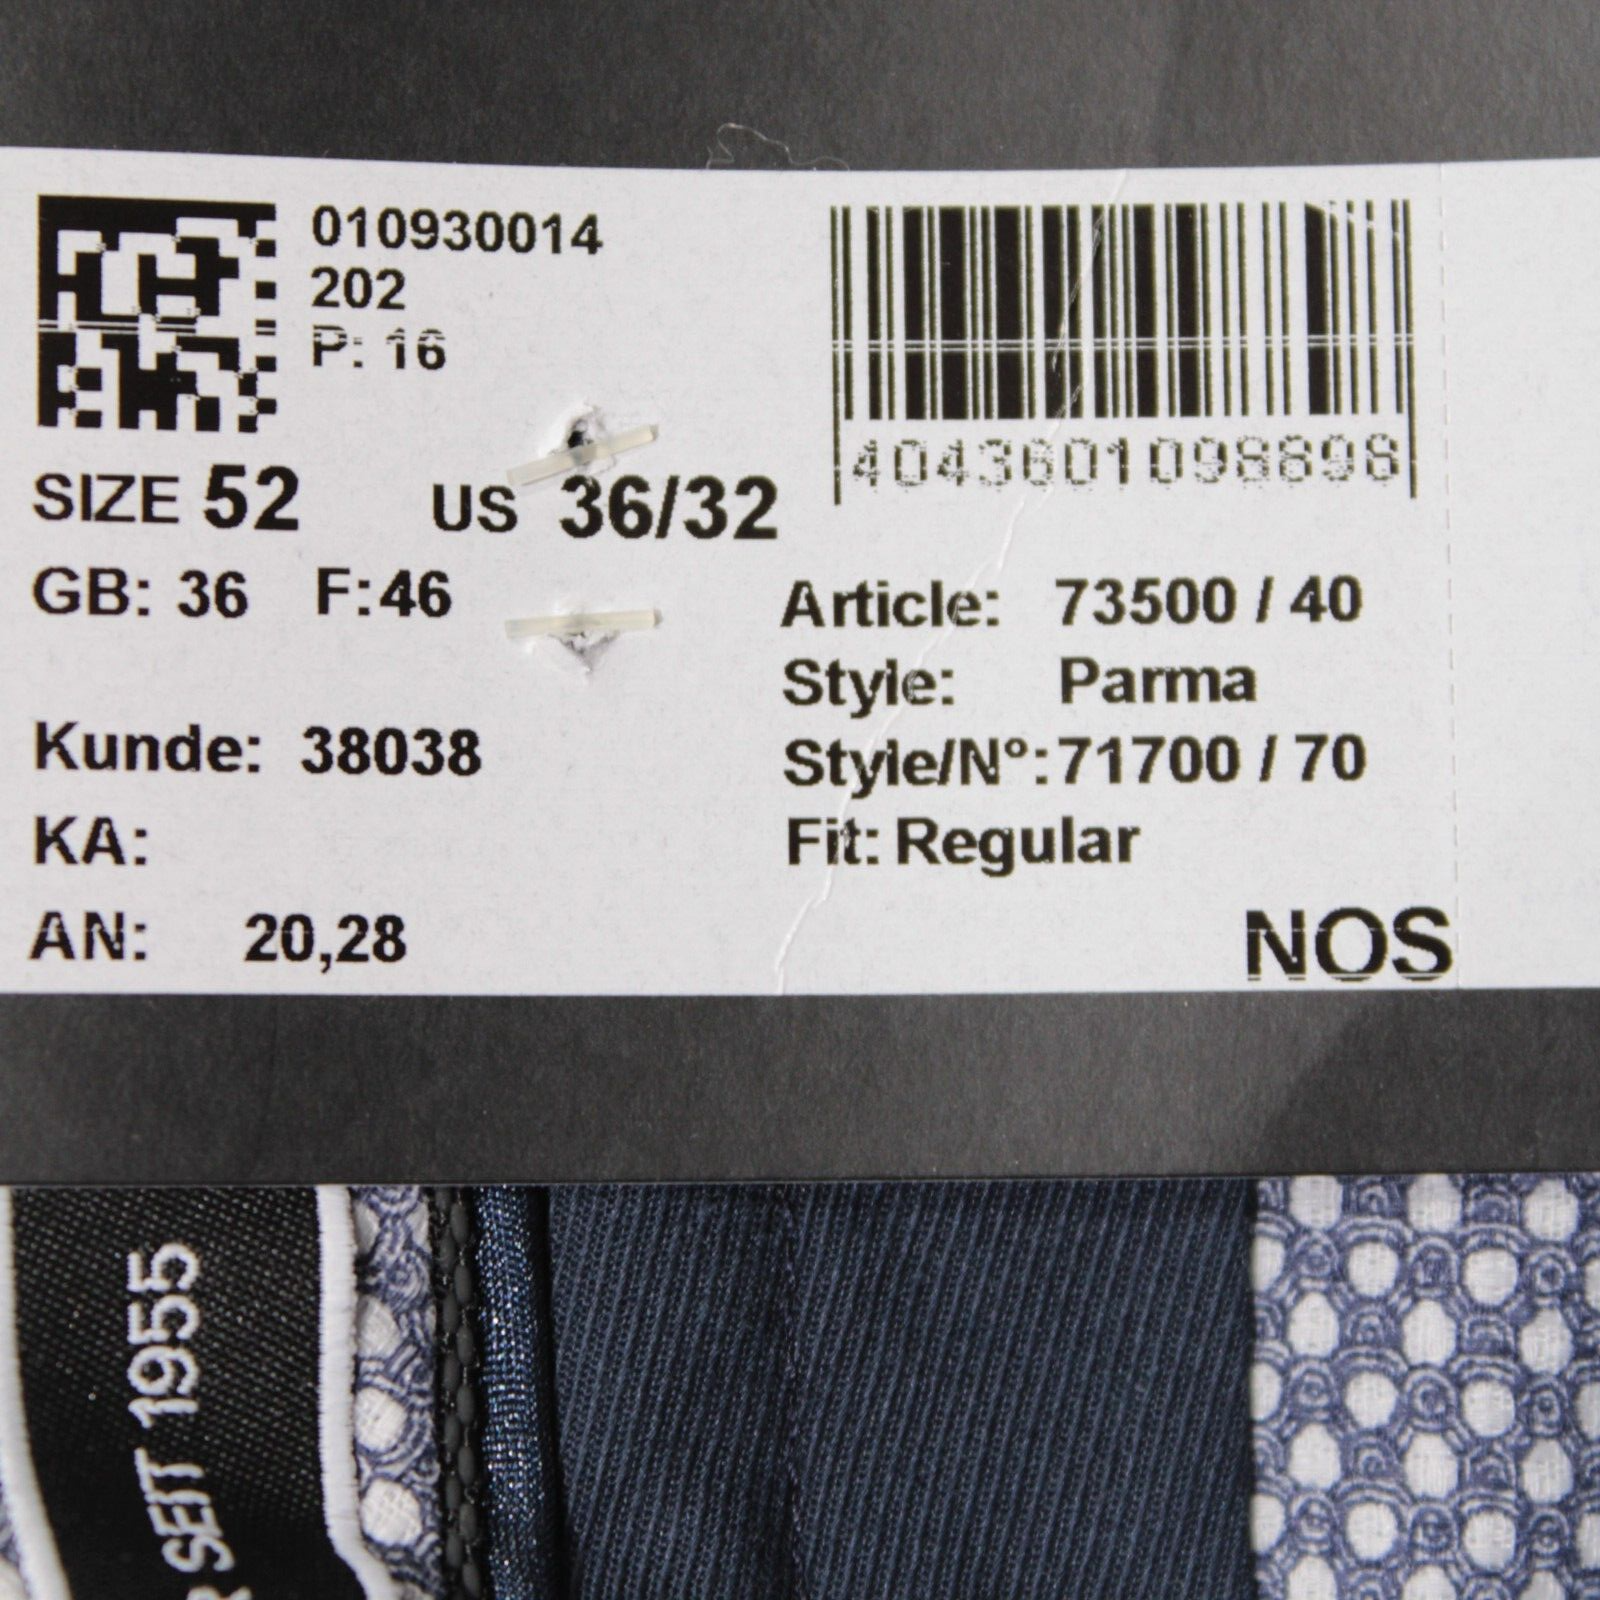 010930014
202
P: 16
4043601098898
SIZE 52 US 36/32
GB: 36 F:46
Article: 73500 / 40
Style: Parma
Kunde: 38038
Style/N°:71700 / 70
KA:
Fit: Regular
AN: 20,28
NOS
SEIT 1955